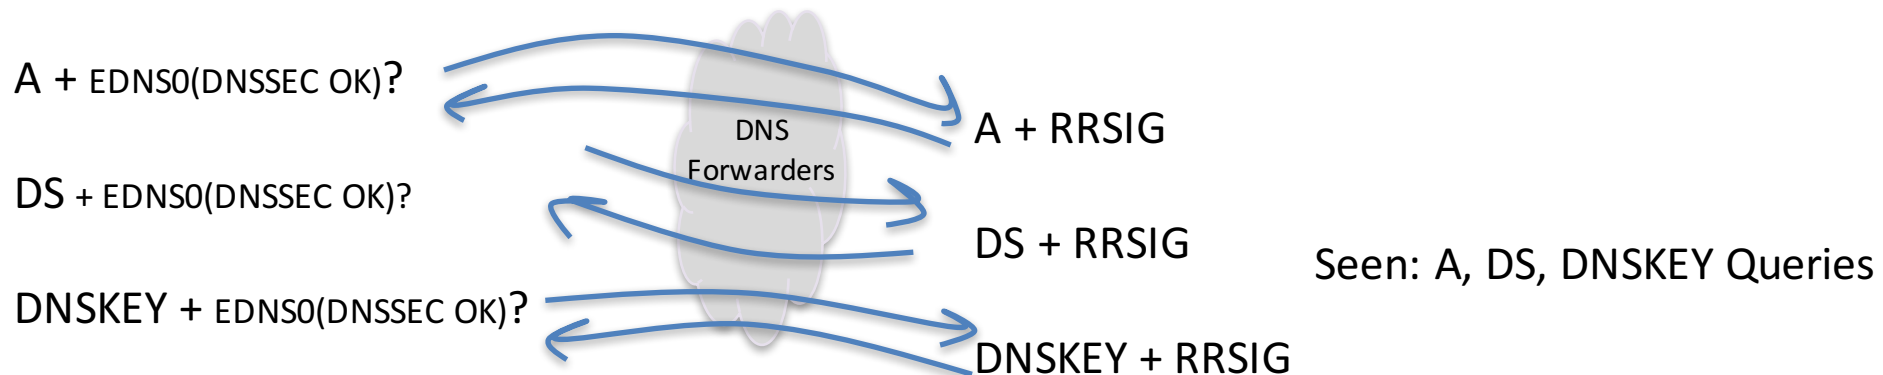 A + EDNS0(DNSSEC OK)?
DNS
Forwarders
A + RRSIG
DS + EDNS0(DNSSEC OK)?
DS + RRSIG
Seen: A, DS, DNSKEY Queries
DNSKEY + EDNS0(DNSSEC OK)?
DNSKEY + RRSIG